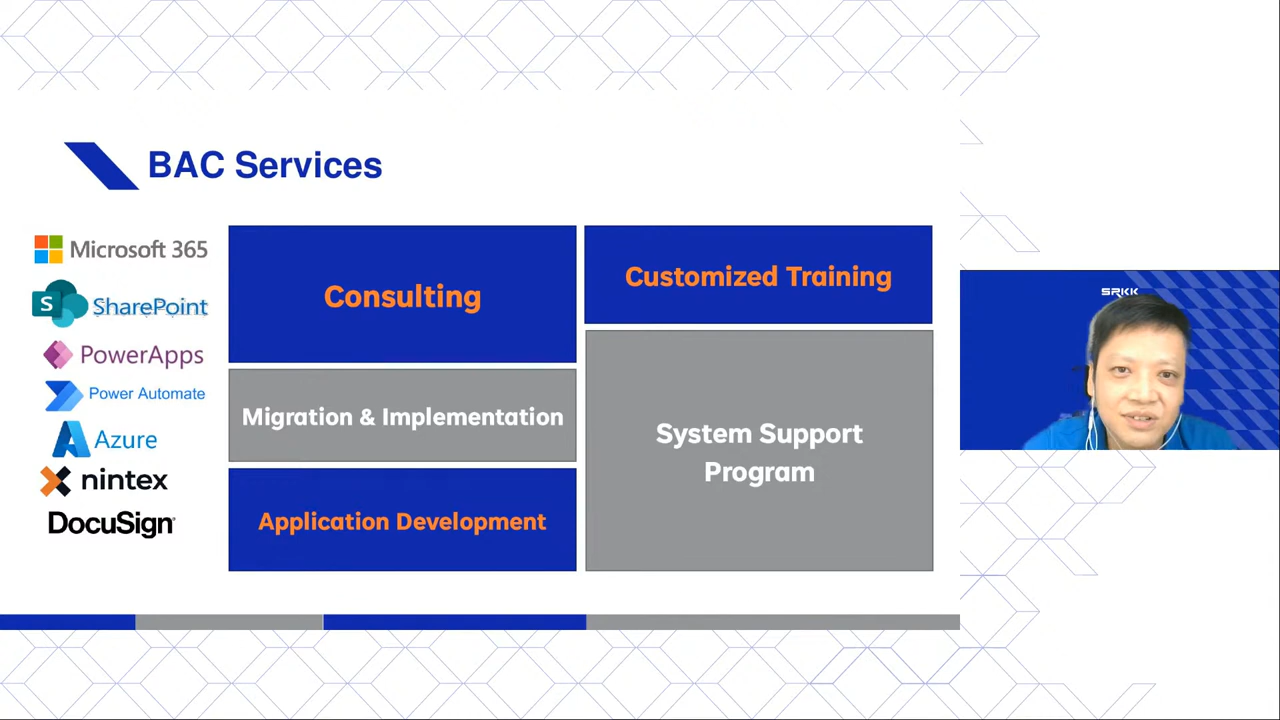 BAC Services
Microsoft 365
S SharePoint
PowerApps
Power Automate
Azure
nintex
DocuSign
Consulting
Migration & Implementation
Application Development
Customized Training
System Support
Program
SRKK